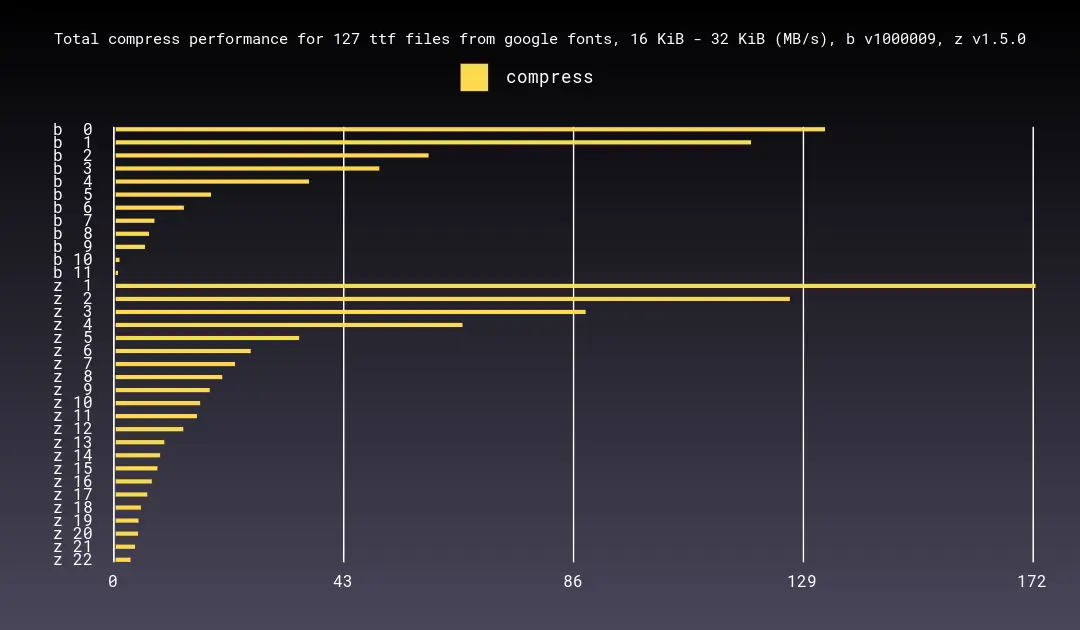 Total compress performance for 127 ttf files from google fonts, 16 KiB - 32 KiB (MB/s), b v1000009, z v1.5.0
compress
b 0
b 1
b 2
b 3
b 4
b 5
b 6
b 7
b 8
b 9
b 10
b 11
z 1
z 2
z 3
z 4
z 5
z 6
z 7
z 8
z 9
z 10
z 11
z 12
z 13
z 14
z 15
z 16
z 17
z 18
z 19
z 20
z 21
z 22
0 43 86 129 172